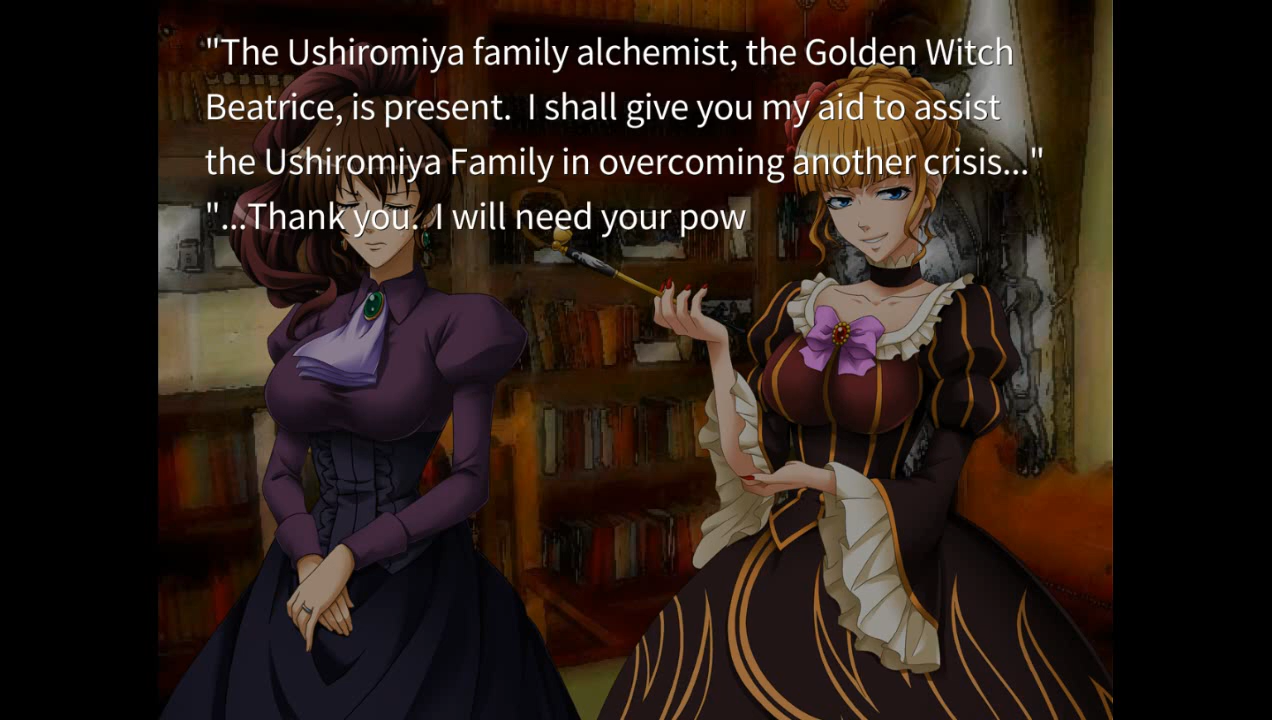 "The Ushiromiya family alchemist, the Golden Witch
Beatrice, is present.  I shall give you my aid to assist
the Ushiromiya Family in overcoming another crisis..."
"...Thank you.  I will need your pow